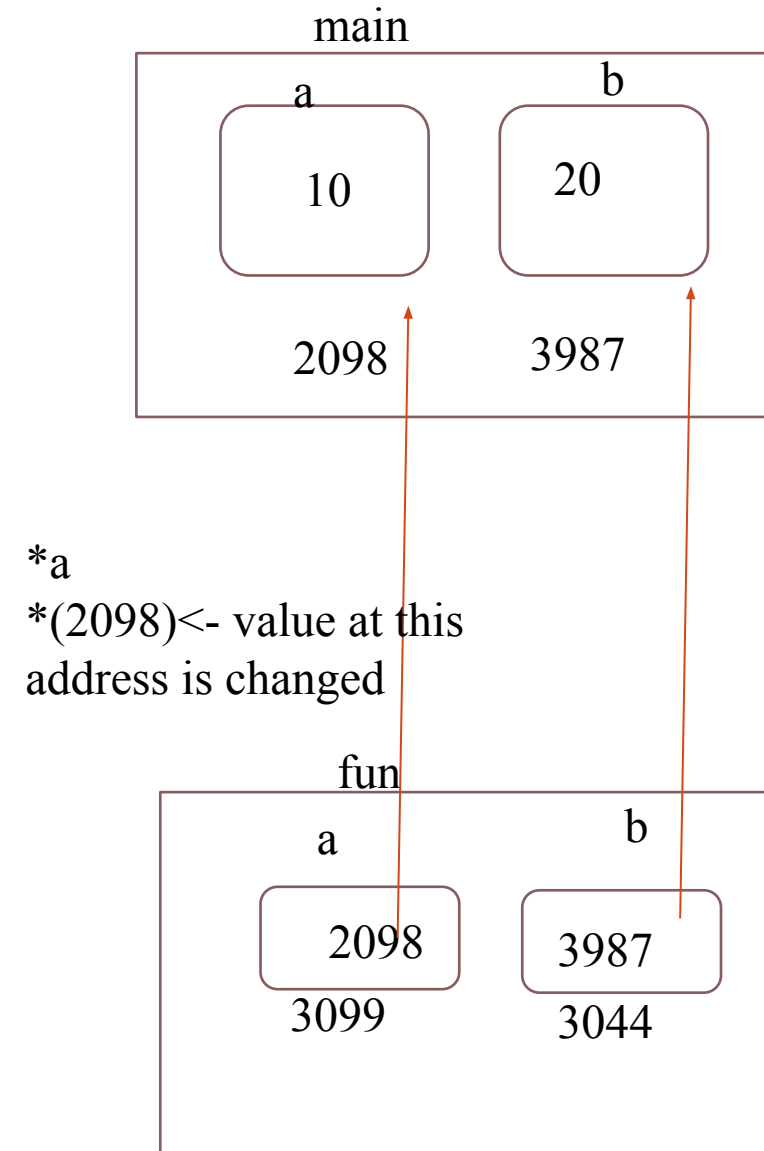 main
a b
10 20
2098 3987
*a
*(2098)<- value at this
address is changed
fun
a b
2098 3987
3099 3044